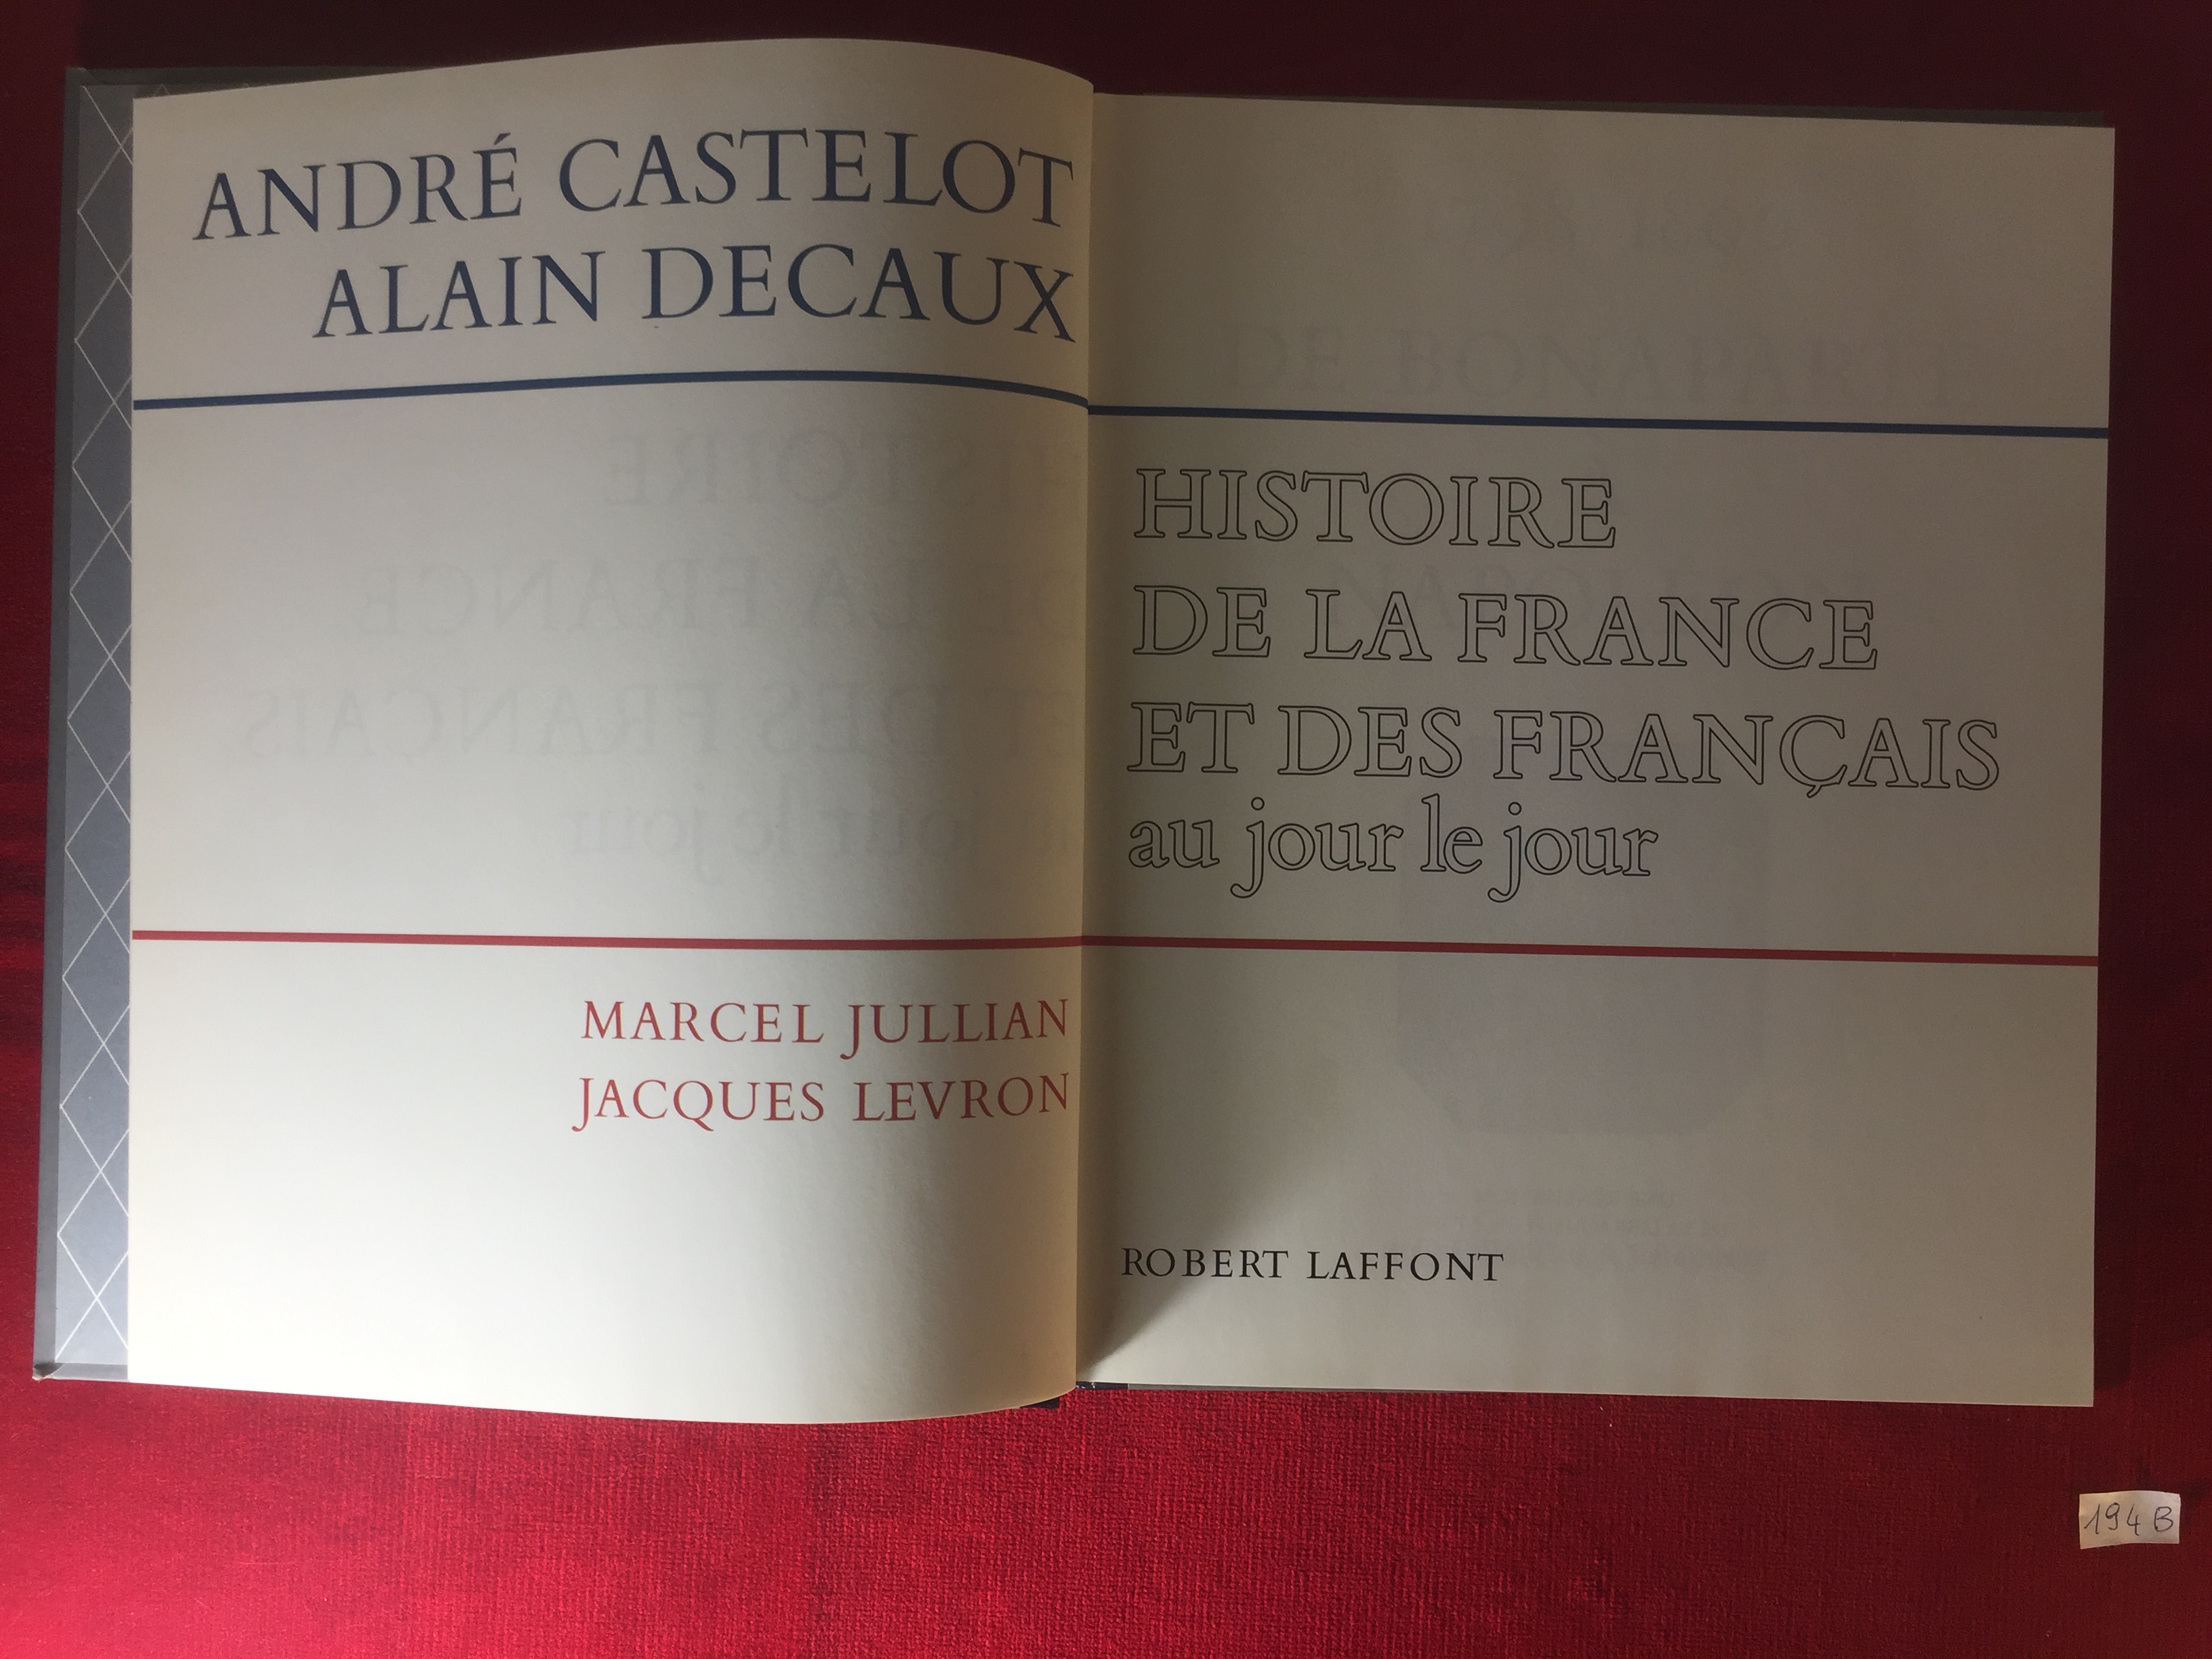 ANDRÉ CASTELOT
ALAIN DECAUX
MARCEL JULLIAN
JACQUES LEVRON
HISTOIRE
DE LA FRANCE
ET DES FRANÇAIS
au jour le jour
ROBERT LAFFONT
194 B